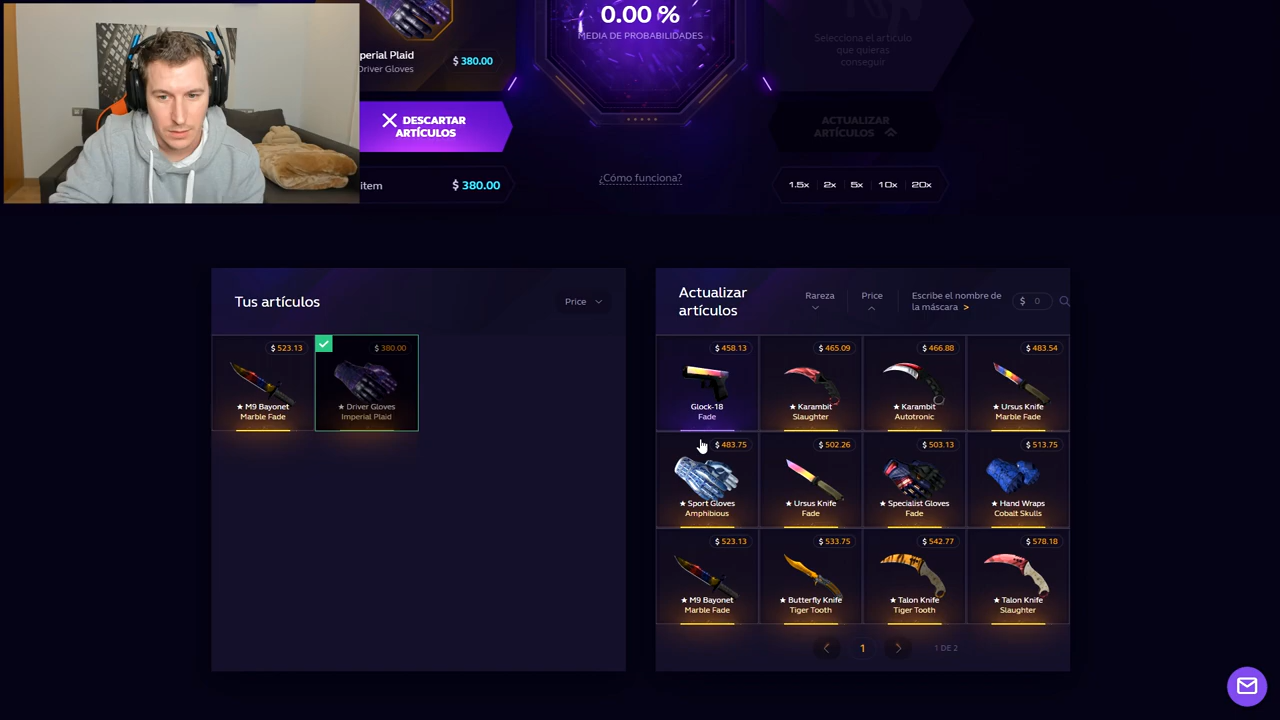 0.00 %
MEDIA DE PROBABILIDADES
perial Plaid
Driver Gloves
$ 380.00
Selecciona el artículo
que quieras
conseguir
DESCARTAR
ARTÍCULOS
ACTUALIZAR
ARTÍCULOS
item
$ 380.00
¿Cómo funciona?
1.5x
2x
5x
10x
20x
Tus artículos
Price
$ 523.13
★ M9 Bayonet
Marble Fade
$ 380.00
★ Driver Gloves
Imperial Plaid
Actualizar
artículos
Rareza
Price
Escribe el nombre de
la máscara >
$ 0
$ 458.13
Glock-18
Fade
$ 465.09
★ Karambit
Slaughter
$ 466.88
★ Karambit
Autotronic
$ 483.54
★ Ursus Knife
Marble Fade
$ 483.75
★ Sport Gloves
Amphibious
$ 502.26
★ Ursus Knife
Fade
$ 503.13
★ Specialist Gloves
Fade
$ 513.75
★ Hand Wraps
Cobalt Skulls
$ 523.13
★ M9 Bayonet
Marble Fade
$ 533.75
★ Butterfly Knife
Tiger Tooth
$ 542.77
★ Talon Knife
Tiger Tooth
$ 578.18
★ Talon Knife
Slaughter
1
1 DE 2